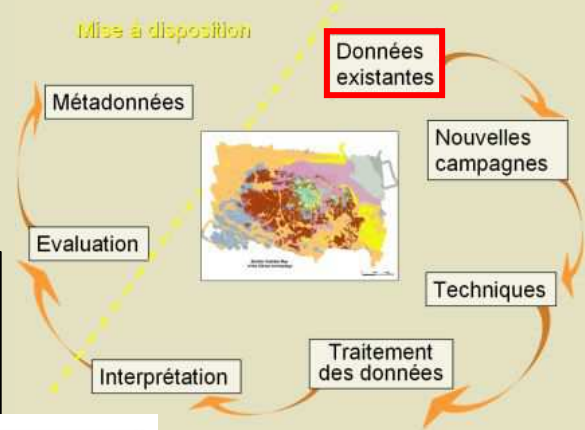 Mise à disposition
Données
existantes
Nouvelles
campagnes
Techniques
Traitement
des données
Interprétation
Evaluation
Métadonnées